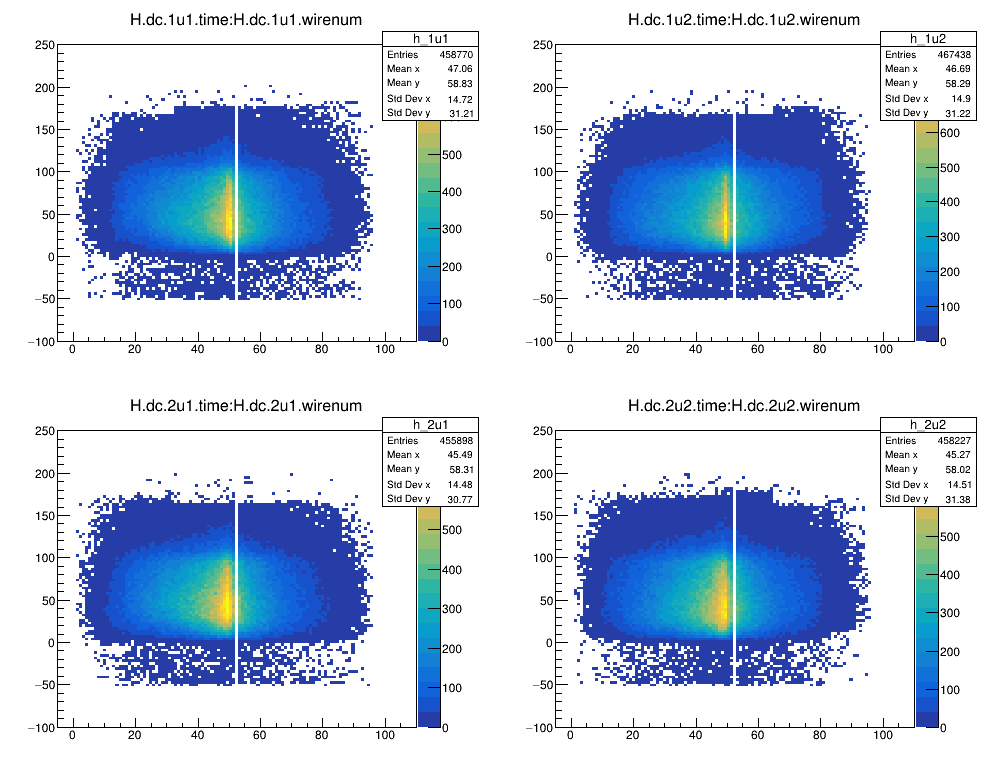 H.dc.1u1.time:H.dc.1u1.wirenum
h_1u1
Entries 458770
Mean x 47.06
Mean y 58.83
Std Dev x 14.72
Std Dev y 31.21
250
200
150
100
50
0
−50
−100
0 20 40 60 80 100
500
400
300
200
100
0
H.dc.1u2.time:H.dc.1u2.wirenum
h_1u2
Entries 467438
Mean x 46.69
Mean y 58.29
Std Dev x 14.9
Std Dev y 31.22
250
200
150
100
50
0
−50
−100
0 20 40 60 80 100
600
500
400
300
200
100
0
H.dc.2u1.time:H.dc.2u1.wirenum
h_2u1
Entries 455898
Mean x 45.49
Mean y 58.31
Std Dev x 14.48
Std Dev y 30.77
250
200
150
100
50
0
−50
−100
0 20 40 60 80 100
500
400
300
200
100
0
H.dc.2u2.time:H.dc.2u2.wirenum
h_2u2
Entries 458227
Mean x 45.27
Mean y 58.02
Std Dev x 14.51
Std Dev y 31.38
250
200
150
100
50
0
−50
−100
0 20 40 60 80 100
500
400
300
200
100
0